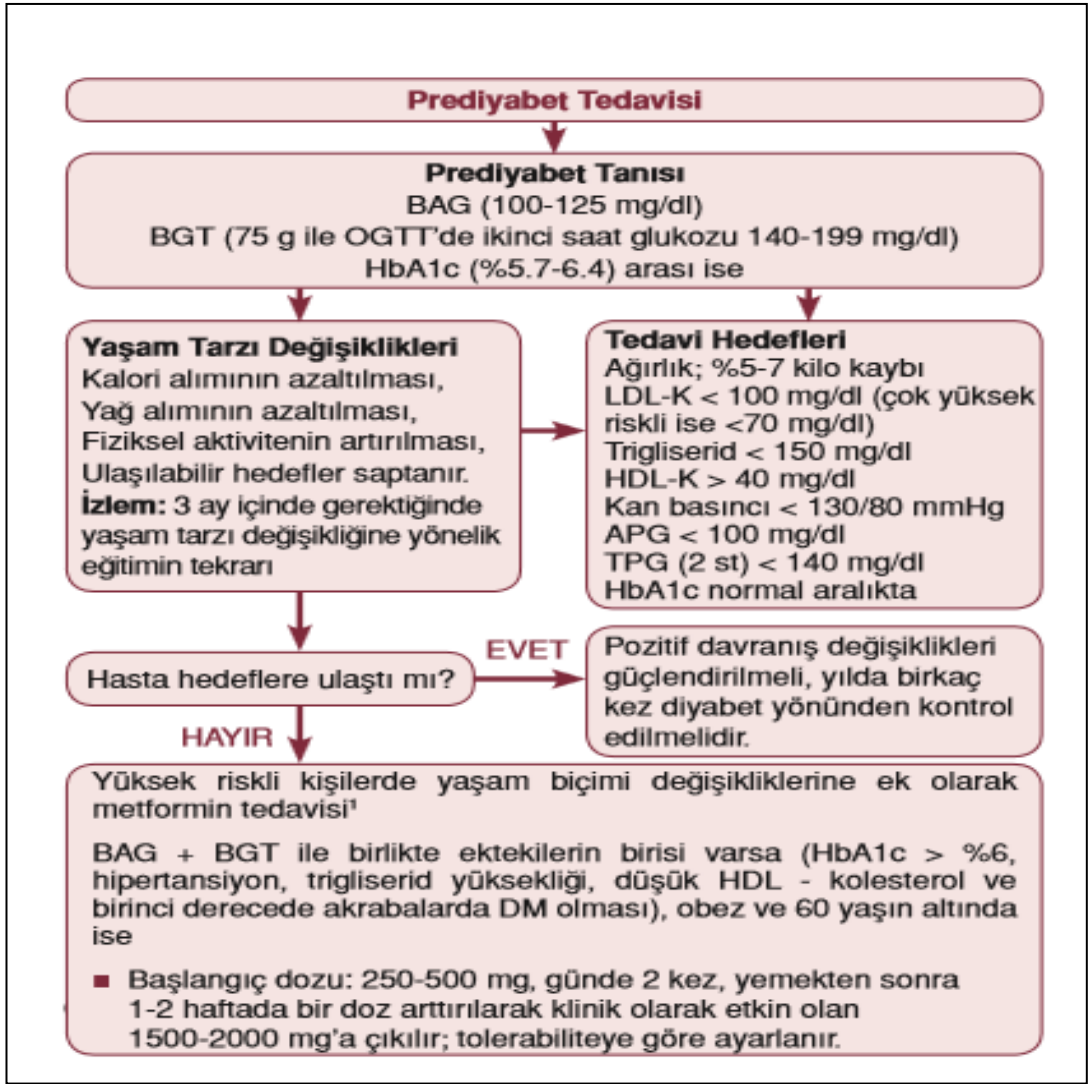 Prediyabet Tedavisi
Prediyabet Tanısı
BAG (100-125 mg/dl)
BGT (75 g ile OGTT'de ikinci saat glukozu 140-199 mg/dl)
HbA1c (%5.7-6.4) arası ise
Yaşam Tarzı Değişiklikleri
Kalori alımının azaltılması,
Yağ alımının azaltılması,
Fiziksel aktivitenin artırılması,
Ulaşılabilir hedefler saptanır.
İzlem: 3 ay içinde gerektiğinde
yaşam tarzı değişikliğine yönelik
eğitimin tekrarı
Tedavi Hedefleri
Ağırlık; %5-7 kilo kaybı
LDL-K < 100 mg/dl (çok yüksek
riskli ise <70 mg/dl)
Trigliserid < 150 mg/dl
HDL-K > 40 mg/dl
Kan basıncı < 130/80 mmHg
APG < 100 mg/dl
TPG (2 st) < 140 mg/dl
HbA1c normal aralıkta
Hasta hedeflere ulaştı mı?
EVET
Pozitif davranış değişiklikleri
güçlendirilmeli, yılda birkaç
kez diyabet yönünden kontrol
edilmelidir.
HAYIR
Yüksek riskli kişilerde yaşam biçimi değişikliklerine ek olarak
metformin tedavisi¹
BAG + BGT ile birlikte ektekilerin birisi varsa (HbA1c > %6,
hipertansiyon, trigliserid yüksekliği, düşük HDL - kolesterol ve
birinci derecede akrabalarda DM olması), obez ve 60 yaşın altında
ise
■ Başlangıç dozu: 250-500 mg, günde 2 kez, yemekten sonra
1-2 haftada bir doz arttırılarak klinik olarak etkin olan
1500-2000 mg'a çıkılır; tolerabiliteye göre ayarlanır.